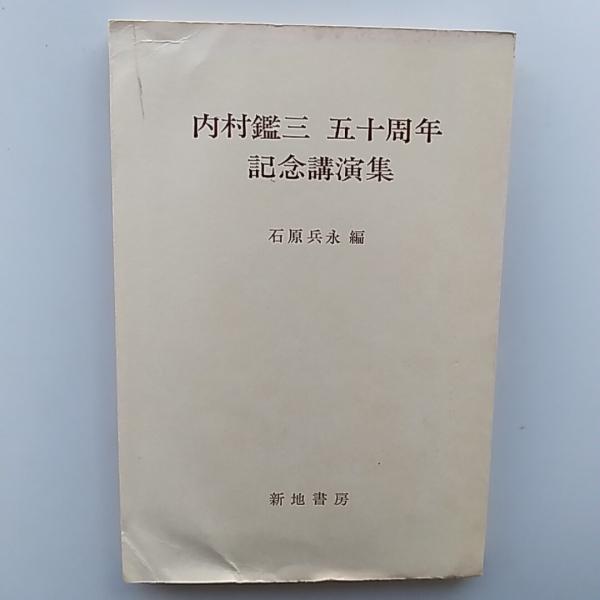 内村鑑三 五十周年
記念講演集
石原兵永 編
新地書房